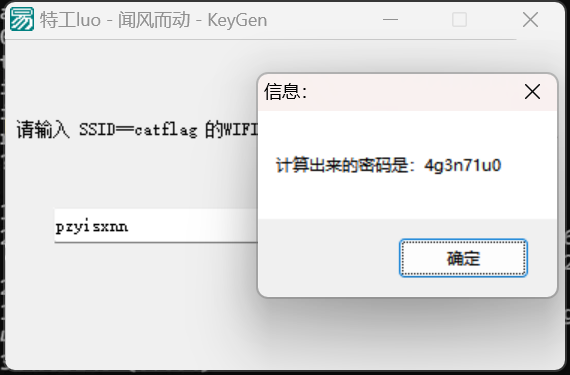 特工luo - 闻风而动 - KeyGen
信息:
请输入 SSID==catflag 的WIFI
计算出来的密码是：4g3n71u0
pzyisxnn
确定